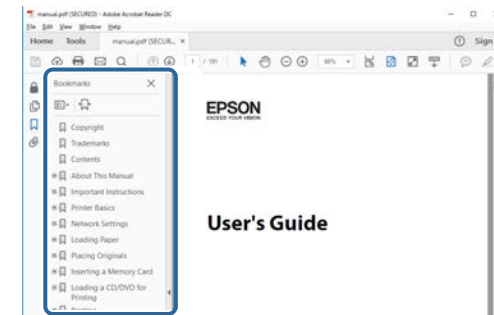 manual.pdf (SECURED) - Adobe Acrobat Reader DC
File Edit View Window Help
Home Tools manual.pdf (SECUR... × Sign
1 / 191
Bookmarks
Copyright
Trademarks
Contents
About This Manual
Important Instructions
Printer Basics
Network Settings
Loading Paper
Placing Originals
Inserting a Memory Card
Loading a CD/DVD for
Printing
EPSON
EXCEED YOUR VISION
User's Guide